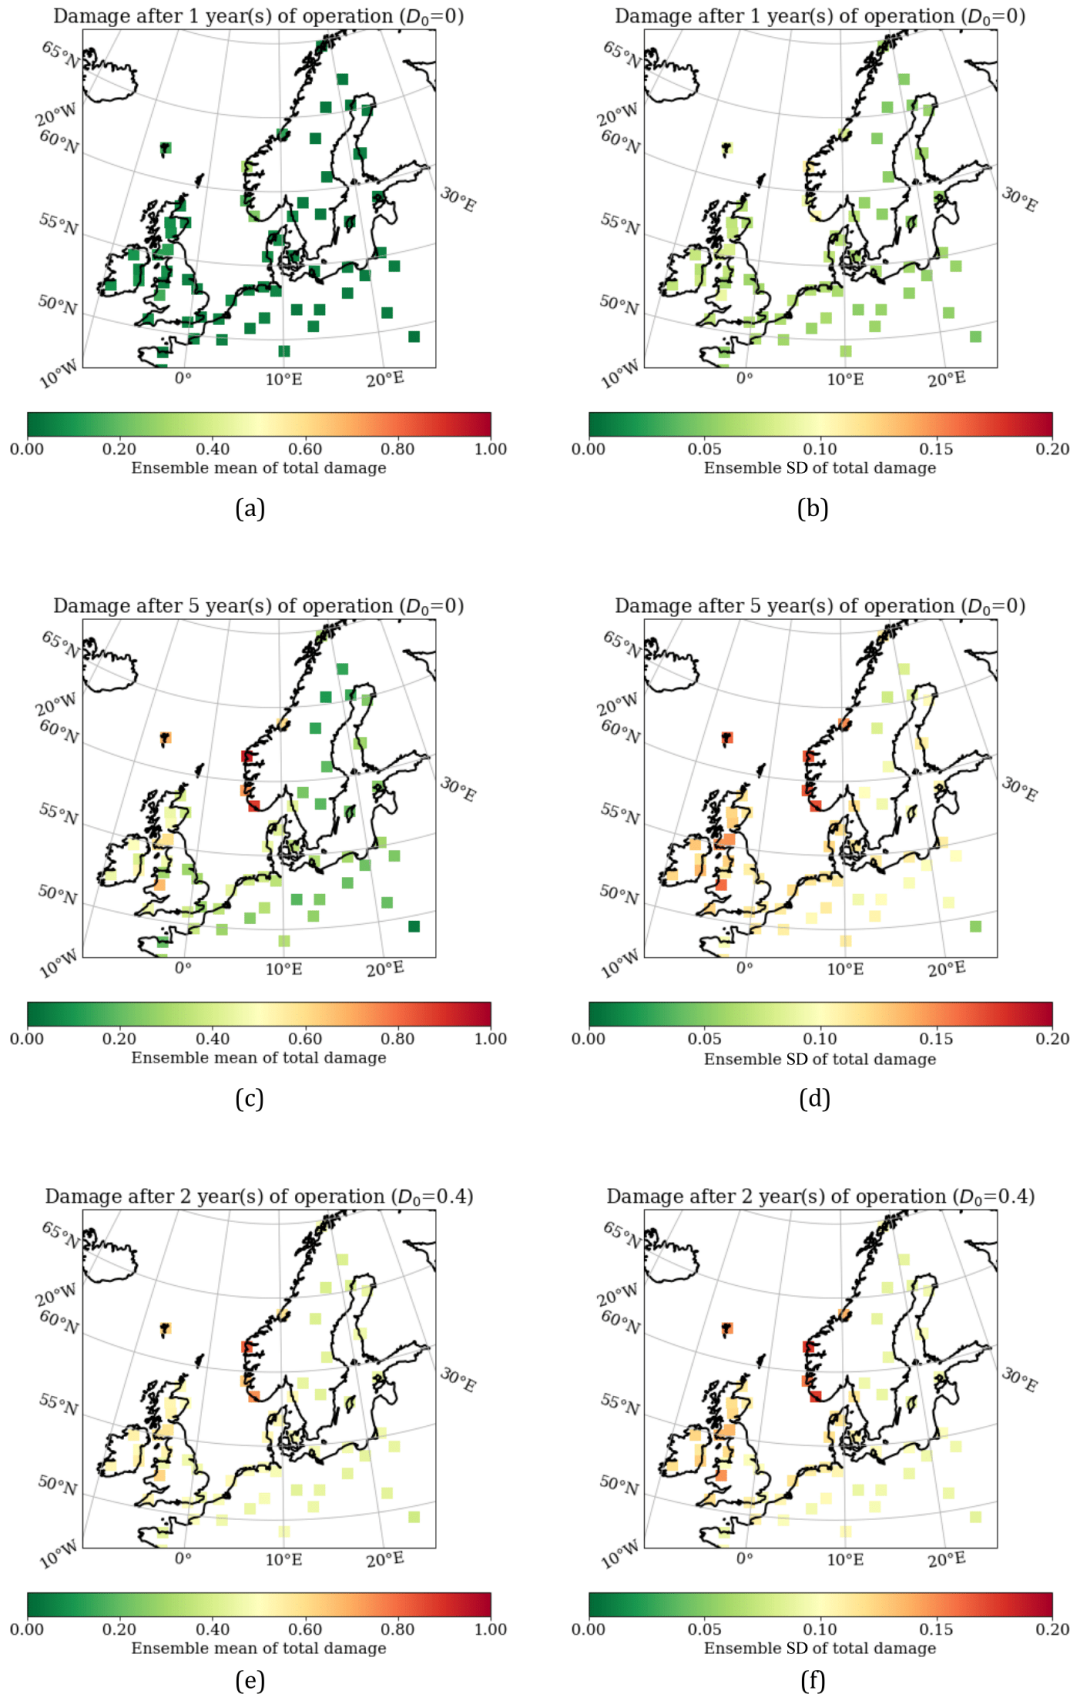 Damage after 1 year(s) of operation (D₀=0)
65°N
20°W
60°N
55°N
50°N
10°W
0°
10°E
20°E
30°E
0.00 0.20 0.40 0.60 0.80 1.00
Ensemble mean of total damage
(a)
Damage after 1 year(s) of operation (D₀=0)
65°N
20°W
60°N
55°N
50°N
10°W
0°
10°E
20°E
30°E
0.00 0.05 0.10 0.15 0.20
Ensemble SD of total damage
(b)
Damage after 5 year(s) of operation (D₀=0)
65°N
20°W
60°N
55°N
50°N
10°W
0°
10°E
20°E
30°E
0.00 0.20 0.40 0.60 0.80 1.00
Ensemble mean of total damage
(c)
Damage after 5 year(s) of operation (D₀=0)
65°N
20°W
60°N
55°N
50°N
10°W
0°
10°E
20°E
30°E
0.00 0.05 0.10 0.15 0.20
Ensemble SD of total damage
(d)
Damage after 2 year(s) of operation (D₀=0.4)
65°N
20°W
60°N
55°N
50°N
10°W
0°
10°E
20°E
30°E
0.00 0.20 0.40 0.60 0.80 1.00
Ensemble mean of total damage
(e)
Damage after 2 year(s) of operation (D₀=0.4)
65°N
20°W
60°N
55°N
50°N
10°W
0°
10°E
20°E
30°E
0.00 0.05 0.10 0.15 0.20
Ensemble SD of total damage
(f)